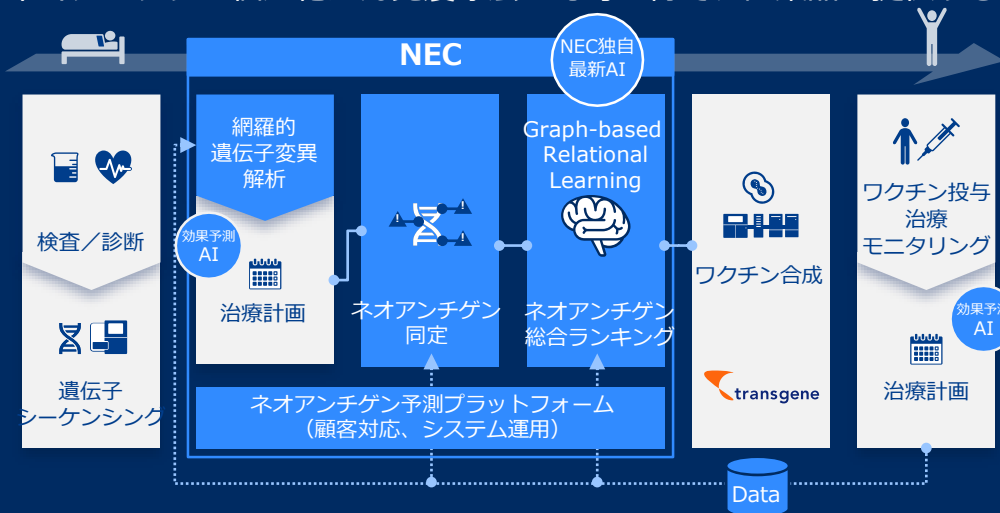 NEC
NEC独自
最新AI
検査／診断
遺伝子
シーケンシング
網羅的
遺伝子変異
解析
効果予測
AI
治療計画
ネオアンチゲン
同定
Graph-based
Relational
Learning
ネオアンチゲン
総合ランキング
ネオアンチゲン予測プラットフォーム
（顧客対応、システム運用）
ワクチン合成
transgene
ワクチン投与
治療
モニタリング
効果予測
AI
治療計画
Data